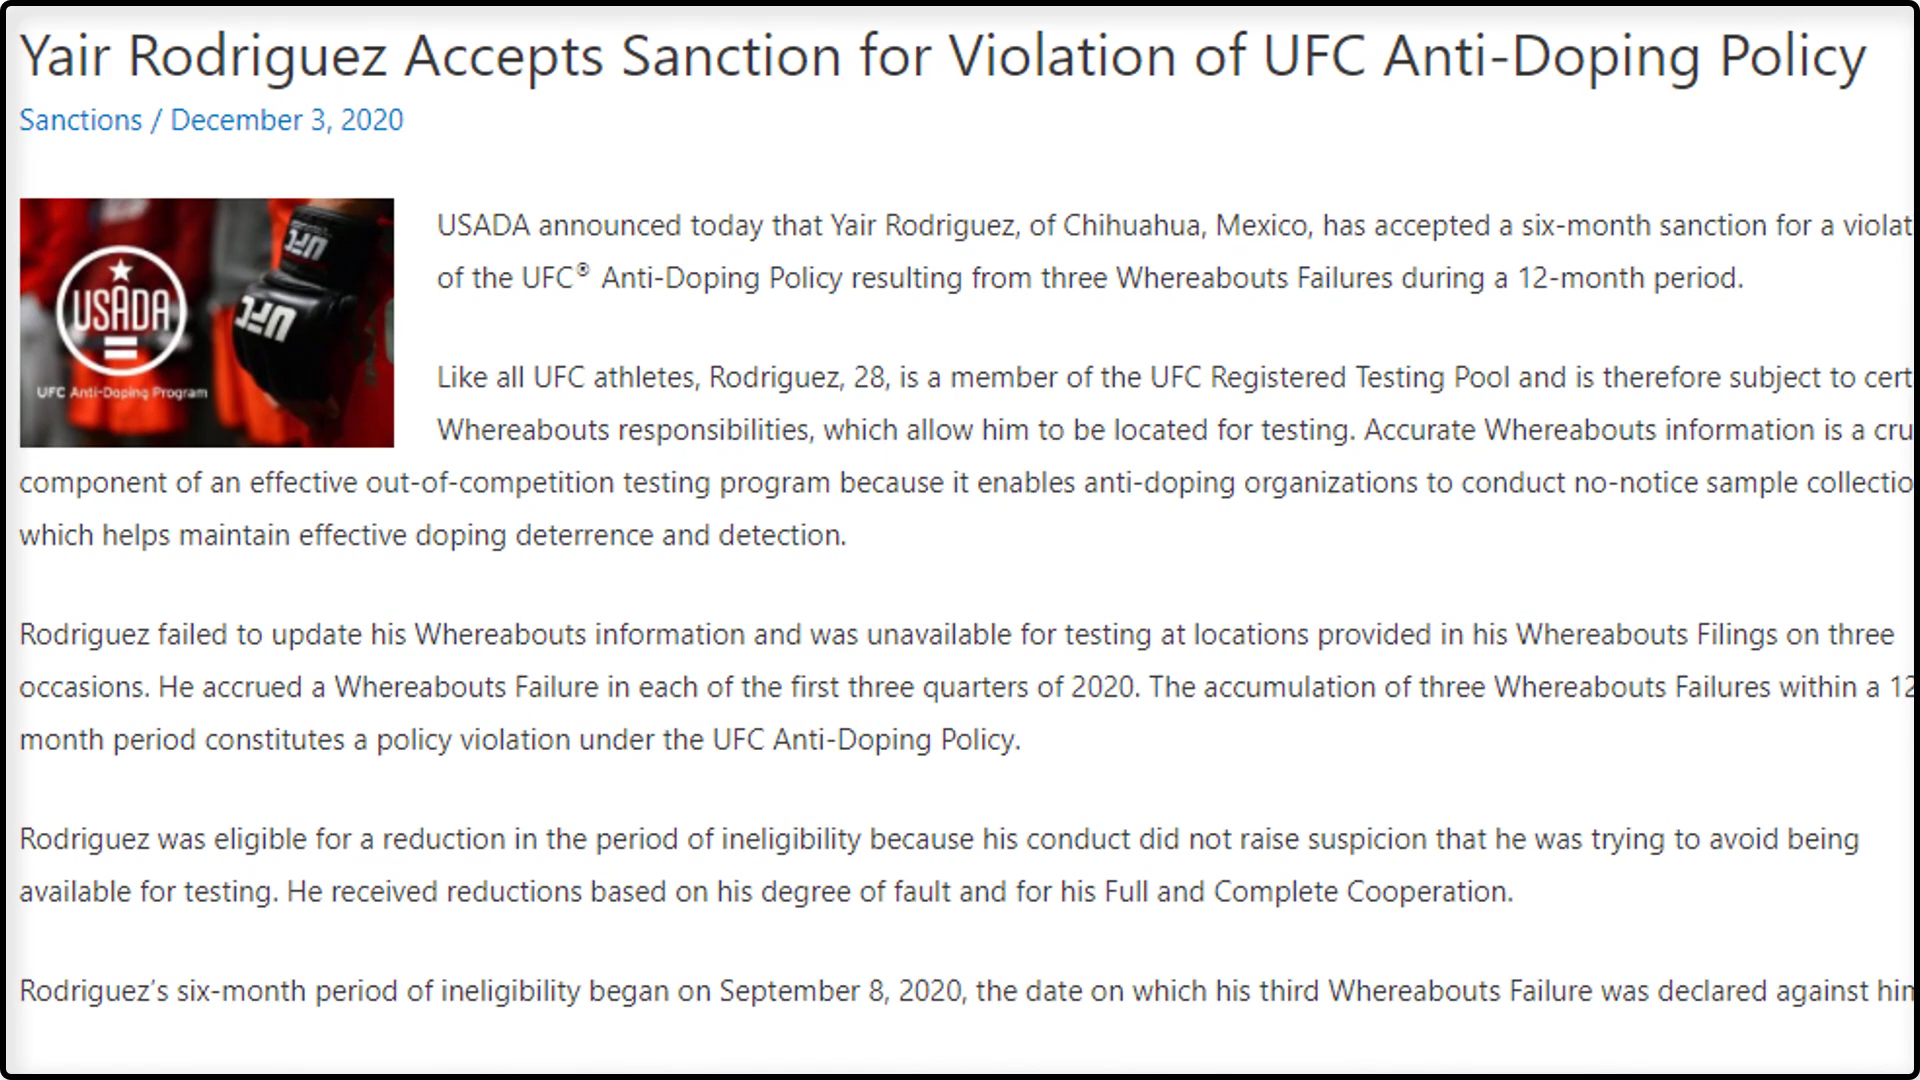 Yair Rodriguez Accepts Sanction for Violation of UFC Anti-Doping Policy
Sanctions / December 3, 2020
UFC
UFC
USADA
UFC Anti-Doping Program
USADA announced today that Yair Rodriguez, of Chihuahua, Mexico, has accepted a six-month sanction for a violat
of the UFC® Anti-Doping Policy resulting from three Whereabouts Failures during a 12-month period.
Like all UFC athletes, Rodriguez, 28, is a member of the UFC Registered Testing Pool and is therefore subject to cert
Whereabouts responsibilities, which allow him to be located for testing. Accurate Whereabouts information is a cru
component of an effective out-of-competition testing program because it enables anti-doping organizations to conduct no-notice sample collectio
which helps maintain effective doping deterrence and detection.
Rodriguez failed to update his Whereabouts information and was unavailable for testing at locations provided in his Whereabouts Filings on three
occasions. He accrued a Whereabouts Failure in each of the first three quarters of 2020. The accumulation of three Whereabouts Failures within a 12
month period constitutes a policy violation under the UFC Anti-Doping Policy.
Rodriguez was eligible for a reduction in the period of ineligibility because his conduct did not raise suspicion that he was trying to avoid being
available for testing. He received reductions based on his degree of fault and for his Full and Complete Cooperation.
Rodriguez's six-month period of ineligibility began on September 8, 2020, the date on which his third Whereabouts Failure was declared against him